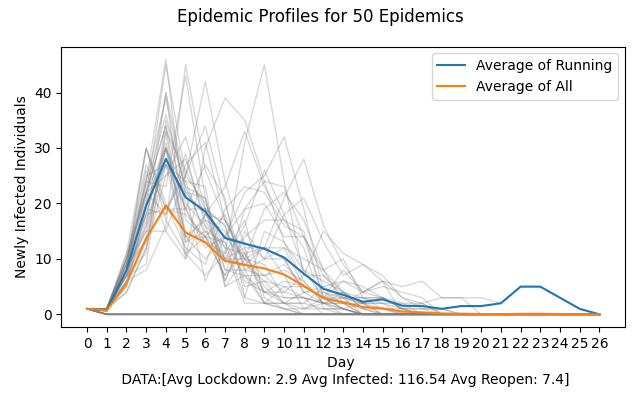 Epidemic Profiles for 50 Epidemics
Average of Running
Average of All
Newly Infected Individuals
40
30
20
10
0
0 1 2 3 4 5 6 7 8 9 10 11 12 13 14 15 16 17 18 19 20 21 22 23 24 25 26
Day
DATA:[Avg Lockdown: 2.9 Avg Infected: 116.54 Avg Reopen: 7.4]